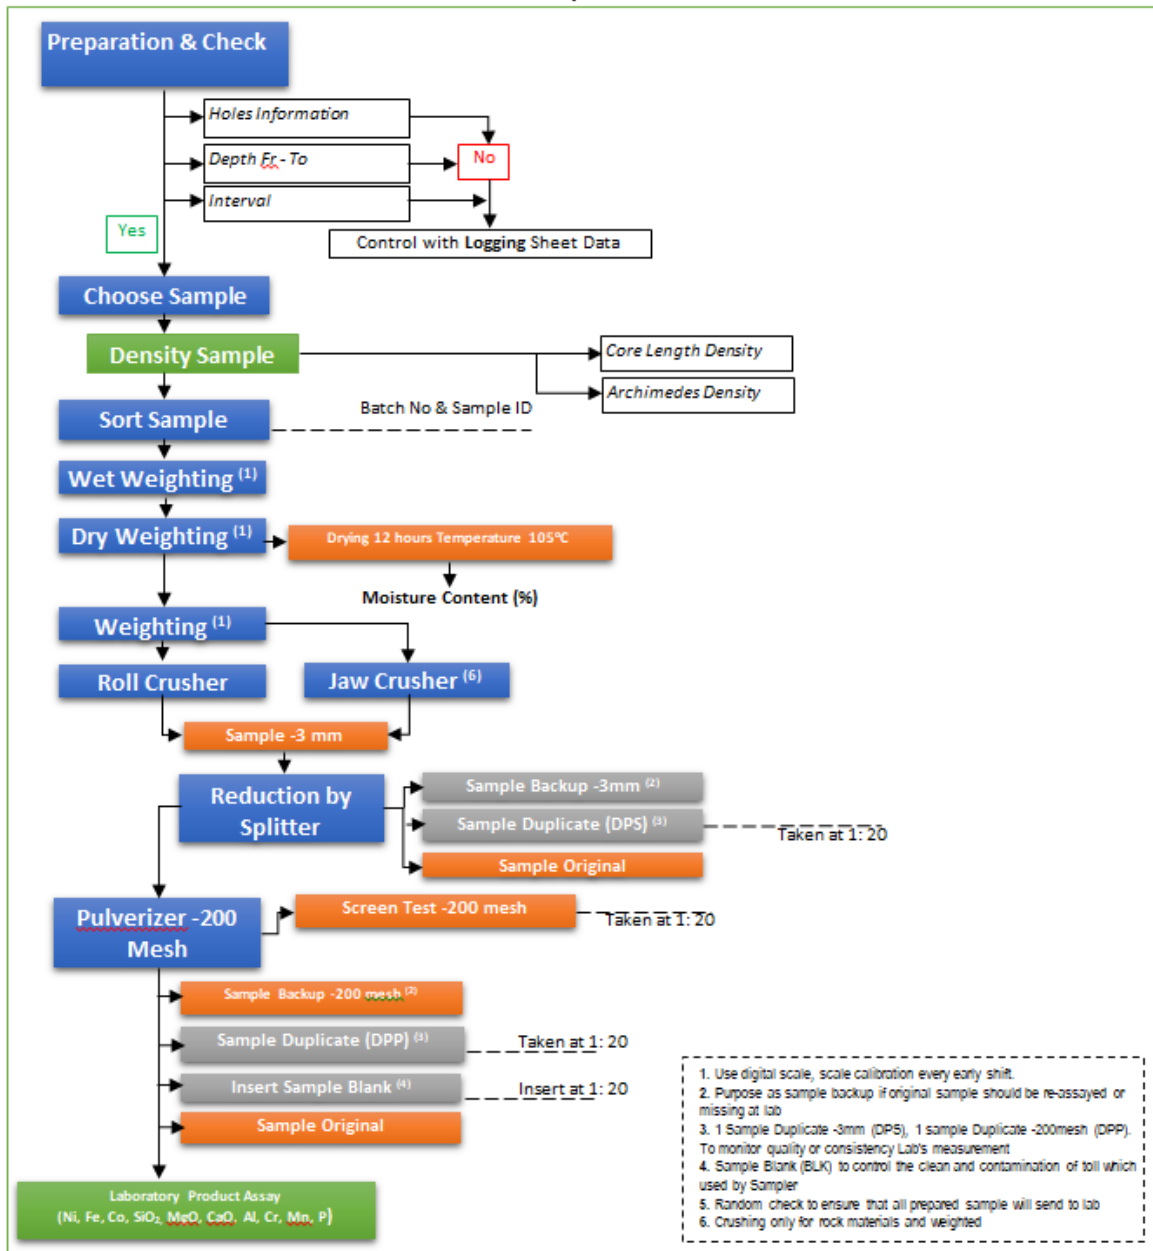 Preparation & Check
Holes Information
Depth Fr - To
No
Interval
Yes
Control with Logging Sheet Data
Choose Sample
Density Sample
Core Length Density
Archimedes Density
Batch No & Sample ID
Sort Sample
Wet Weighting (1)
Dry Weighting (1)
Drying 12 hours Temperature 105°C
Moisture Content (%)
Weighting (1)
Roll Crusher
Jaw Crusher (6)
Sample -3 mm
Reduction by
Splitter
Sample Backup -3mm (2)
Sample Duplicate (DPS) (3)
Taken at 1: 20
Sample Original
Pulverizer -200
Mesh
Screen Test -200 mesh
Taken at 1: 20
Sample Backup -200 mesh (2)
Sample Duplicate (DPP) (3)
Taken at 1: 20
Insert Sample Blank (4)
Insert at 1: 20
Sample Original
Laboratory Product Assay
(Ni, Fe, Co, SiO2, MgO, CaO, Al, Cr, Mn, P)
1. Use digital scale, scale calibration every early shift.
2. Purpose as sample backup if original sample should be re-assayed or
missing at lab
3. 1 Sample Duplicate -3mm (DPS), 1 sample Duplicate -200mesh (DPP).
To monitor quality or consistency Lab's measurement
4. Sample Blank (BLK) to control the clean and contamination of toll which
used by Sampler
5. Random check to ensure that all prepared sample will send to lab
6. Crushing only for rock materials and weighted